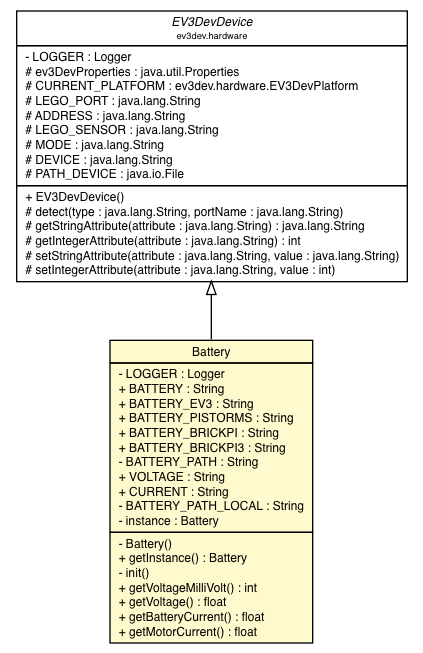 EV3DevDevice
ev3dev.hardware
- LOGGER : Logger
# ev3DevProperties : java.util.Properties
# CURRENT_PLATFORM : ev3dev.hardware.EV3DevPlatform
# LEGO_PORT : java.lang.String
# ADDRESS : java.lang.String
# LEGO_SENSOR : java.lang.String
# MODE : java.lang.String
# DEVICE : java.lang.String
# PATH_DEVICE : java.io.File
+ EV3DevDevice()
# detect(type : java.lang.String, portName : java.lang.String)
# getStringAttribute(attribute : java.lang.String) : java.lang.String
# getIntegerAttribute(attribute : java.lang.String) : int
# setStringAttribute(attribute : java.lang.String, value : java.lang.String)
# setIntegerAttribute(attribute : java.lang.String, value : int)
Battery
- LOGGER : Logger
+ BATTERY : String
+ BATTERY_EV3 : String
+ BATTERY_PISTORMS : String
+ BATTERY_BRICKPI : String
+ BATTERY_BRICKPI3 : String
- BATTERY_PATH : String
+ VOLTAGE : String
+ CURRENT : String
- BATTERY_PATH_LOCAL : String
- instance : Battery
- Battery()
+ getInstance() : Battery
- init()
+ getVoltageMilliVolt() : int
+ getVoltage() : float
+ getBatteryCurrent() : float
+ getMotorCurrent() : float